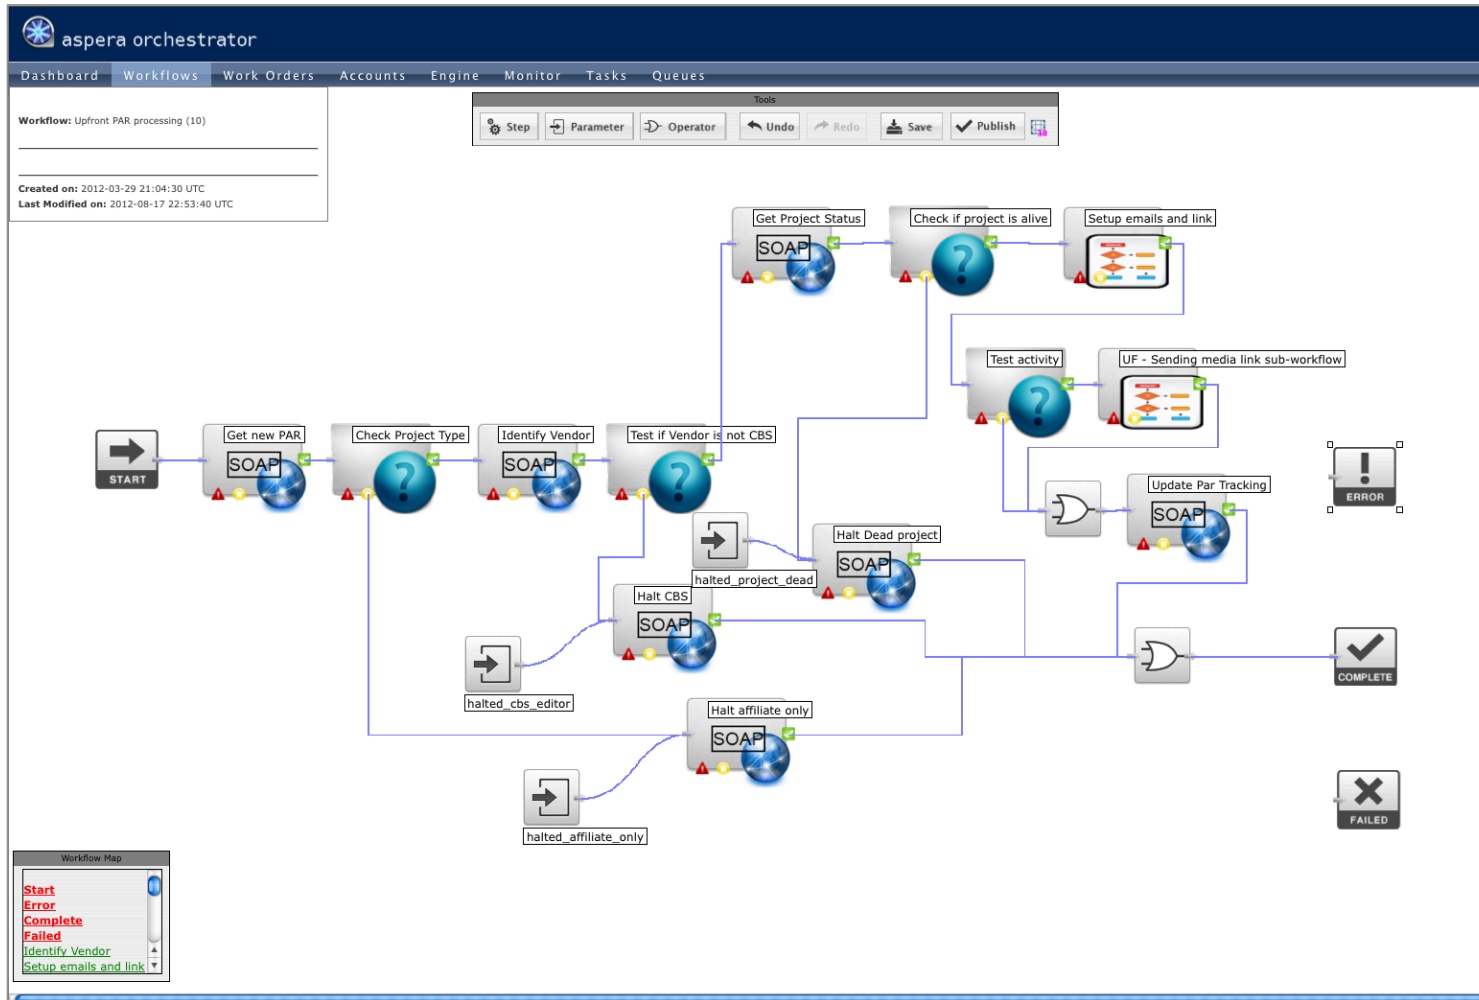 aspera orchestrator
Dashboard Workflows Work Orders Accounts Engine Monitor Tasks Queues
Workflow: Upfront PAR processing (10)
Created on: 2012-03-29 21:04:30 UTC
Last Modified on: 2012-08-17 22:53:40 UTC
Tools
Step Parameter Operator Undo Redo Save Publish
Get Project Status
SOAP
Check if project is alive
?
Setup emails and link
Test activity
?
UF - Sending media link sub-workflow
START
Get new PAR
SOAP
Check Project Type
?
Identify Vendor
SOAP
Test if Vendor is not CBS
?
ERROR
Update Par Tracking
SOAP
halted_project_dead
Halt Dead project
SOAP
Halt CBS
SOAP
halted_cbs_editor
COMPLETE
Halt affiliate only
SOAP
halted_affiliate_only
FAILED
Workflow Map
Start
Error
Complete
Failed
Identify Vendor
Setup emails and link